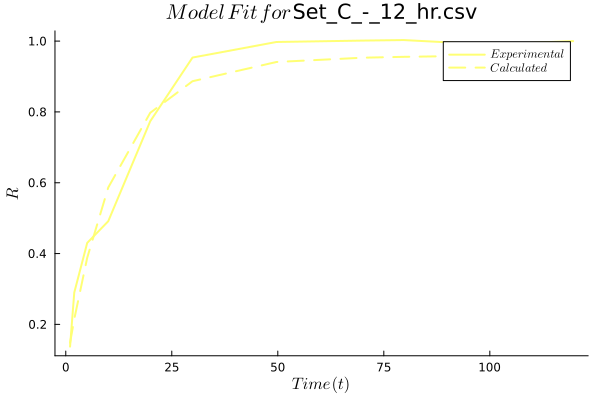 Model Fit for Set_C_-_12_hr.csv
1.0
Experimental
Calculated
0.8
0.6
R
0.4
0.2
0 25 50 75 100
Time(t)